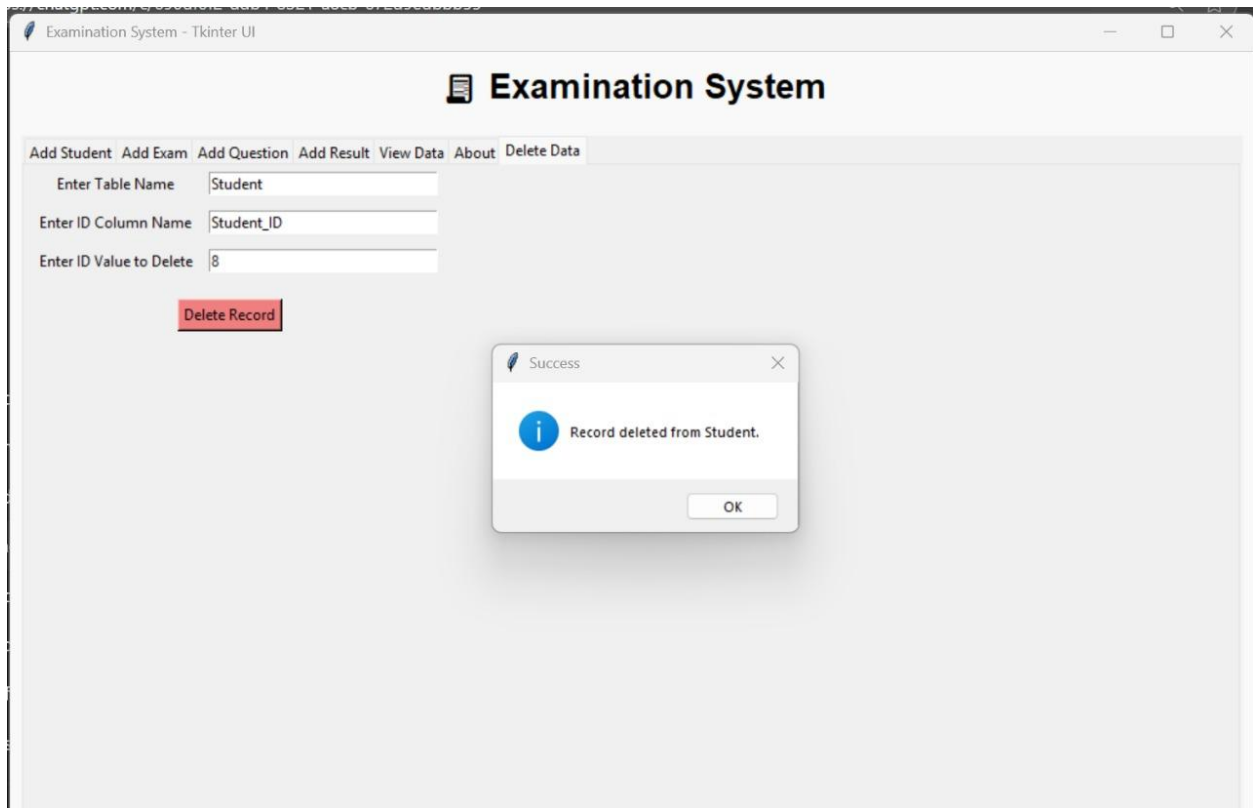 Examination System - Tkinter UI
Examination System
Add Student Add Exam Add Question Add Result View Data About Delete Data
Enter Table Name Student
Enter ID Column Name Student_ID
Enter ID Value to Delete 8
Delete Record
Success
Record deleted from Student.
OK